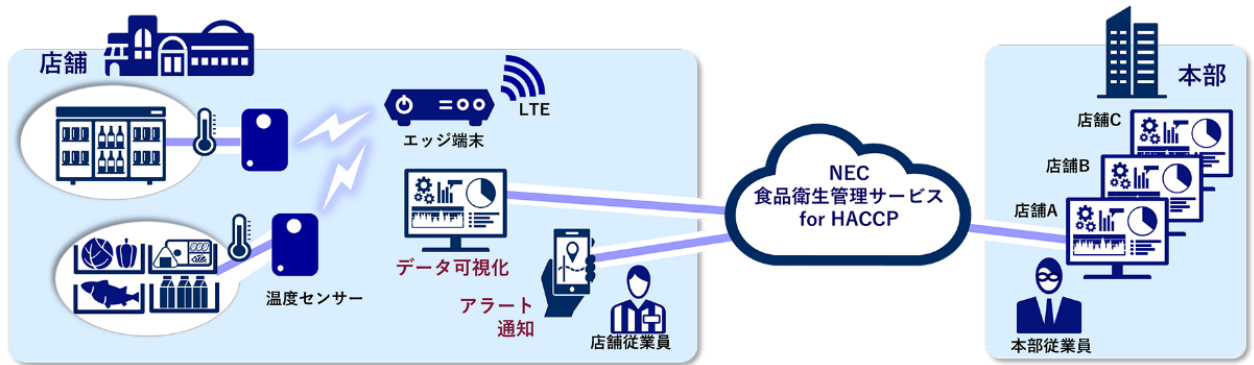 店舗
LTE
エッジ端末
温度センサー
データ可視化
アラート
通知
店舗従業員
NEC
食品衛生管理サービス
for HACCP
本部
店舗C
店舗B
店舗A
本部従業員